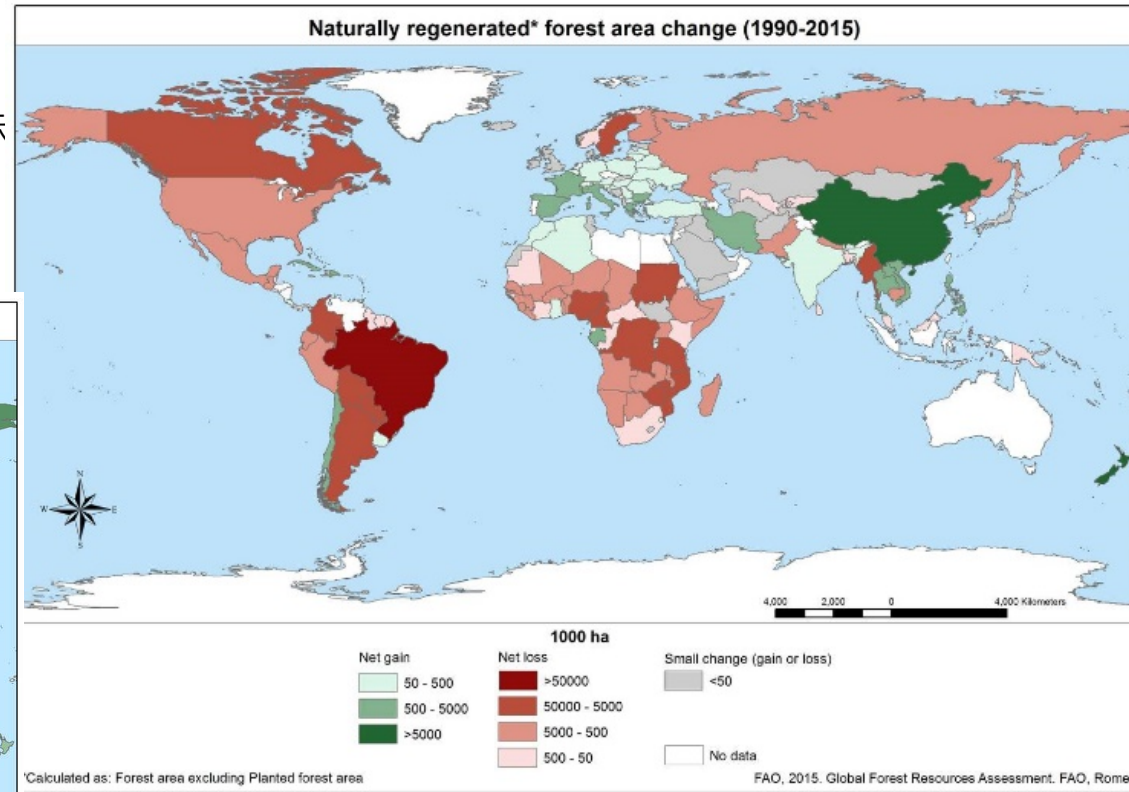 Naturally regenerated* forest area change (1990-2015)
N
W E
S
4,000 2,000 0 4,000 Kilometers
1000 ha
Net gain
50 - 500
500 - 5000
>5000
Net loss
>50000
50000 - 5000
5000 - 500
500 - 50
Small change (gain or loss)
<50
No data
*Calculated as: Forest area excluding Planted forest area
FAO, 2015. Global Forest Resources Assessment. FAO, Rome